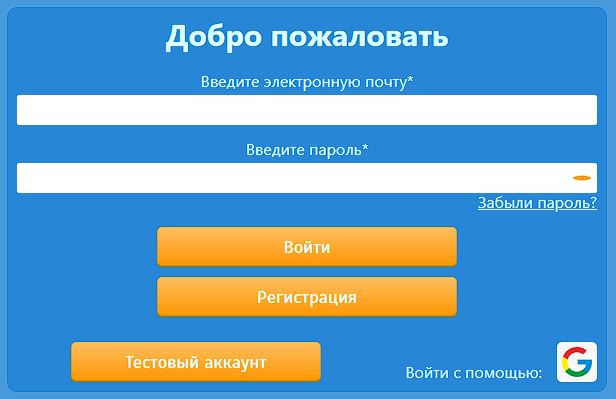 Добро пожаловать
Введите электронную почту*
Введите пароль*
Забыли пароль?
Войти
Регистрация
Тестовый аккаунт
Войти с помощью: